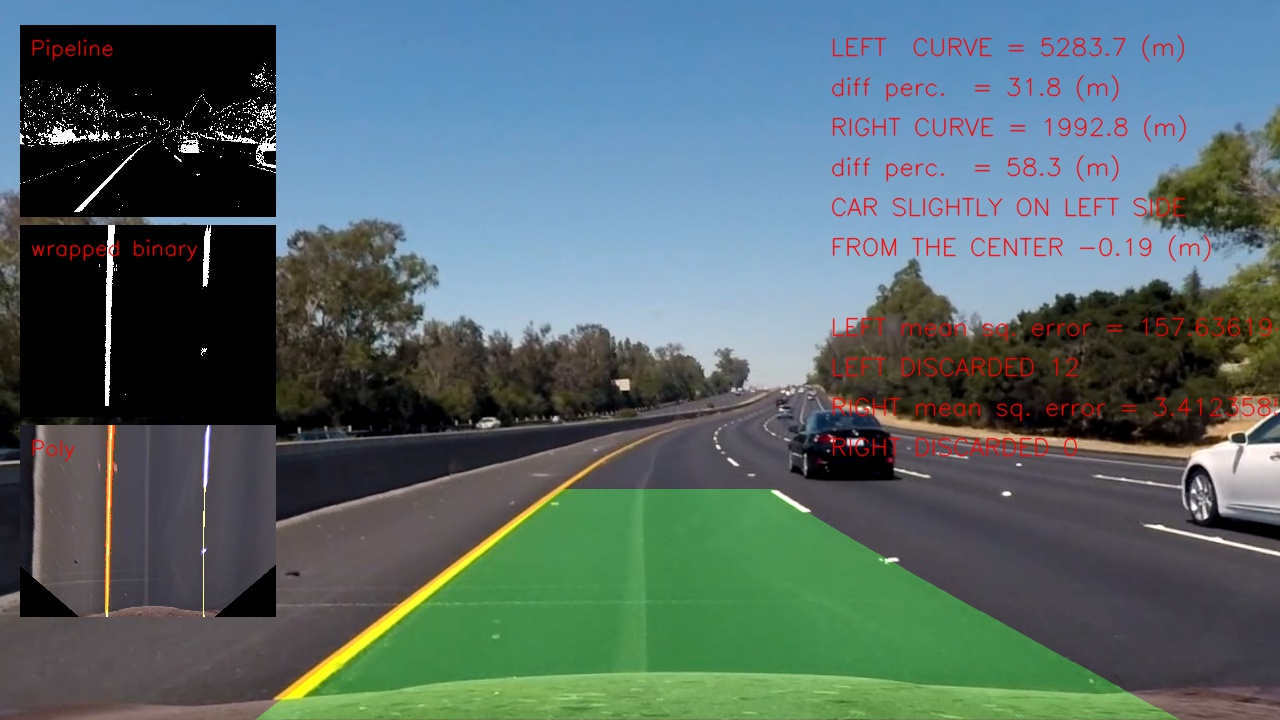 Pipeline
wrapped binary
Poly
LEFT CURVE = 5283.7 (m)
diff perc. = 31.8 (m)
RIGHT CURVE = 1992.8 (m)
diff perc. = 58.3 (m)
CAR SLIGHTLY ON LEFT SIDE
FROM THE CENTER -0.19 (m)
LEFT mean sq. error = 157.63619
LEFT DISCARDED 12
RIGHT mean sq. error = 3.4123585
RIGHT DISCARDED 0